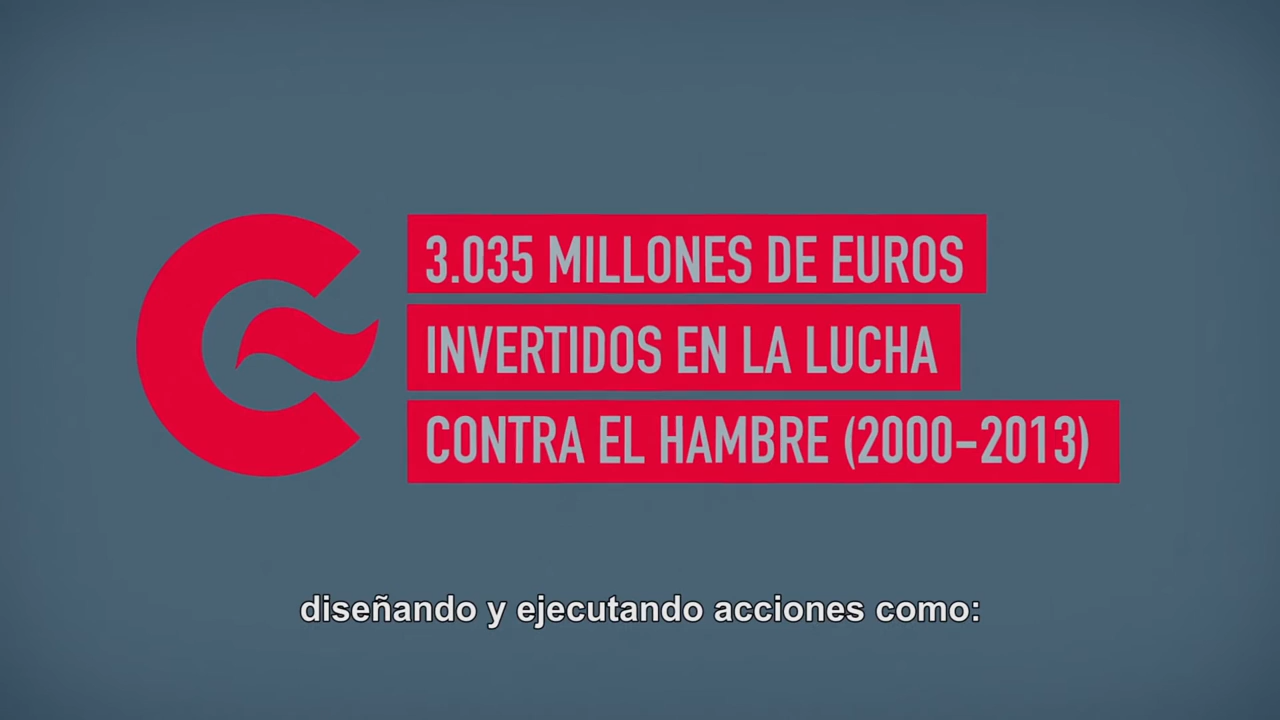 3.035 MILLONES DE EUROS
INVERTIDOS EN LA LUCHA
CONTRA EL HAMBRE (2000-2013)
diseñando y ejecutando acciones como: